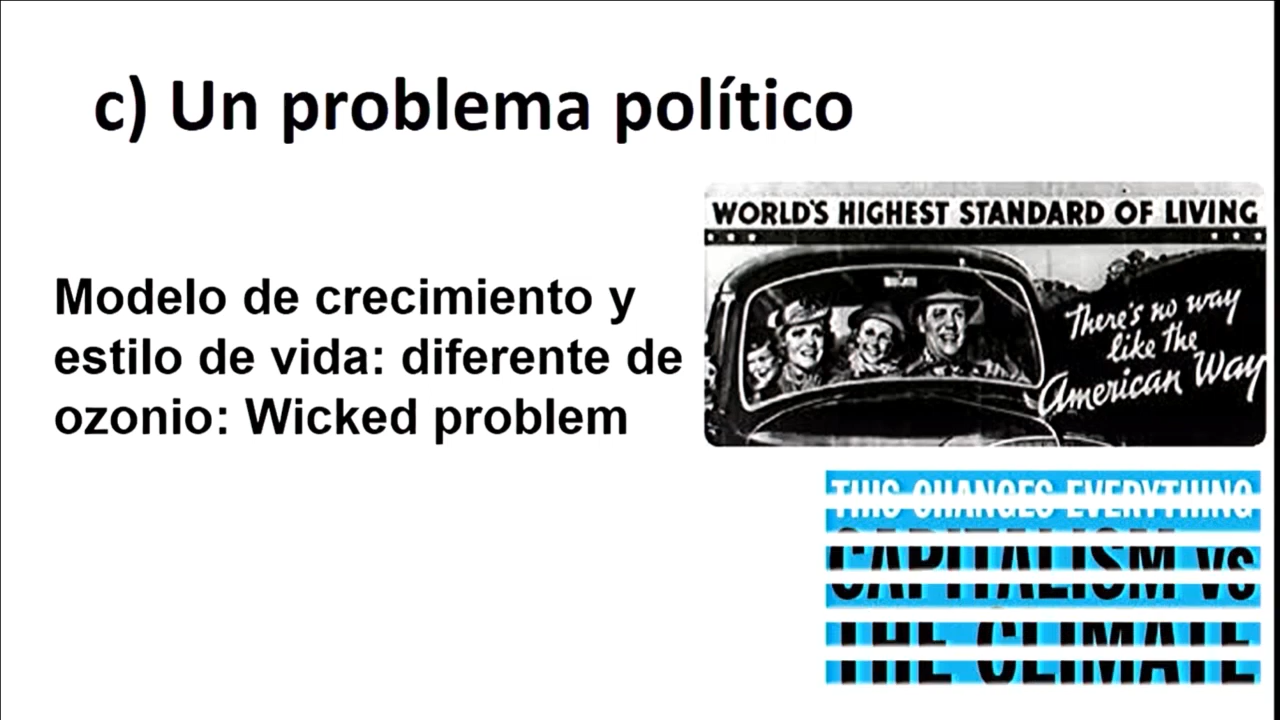 c) Un problema político
Modelo de crecimiento y
estilo de vida: diferente de
ozonio: Wicked problem
WORLD'S HIGHEST STANDARD OF LIVING
There's no way
like the
American Way
THIS CHANGES EVERYTHING
CAPITALISM VS
THE CLIMATE